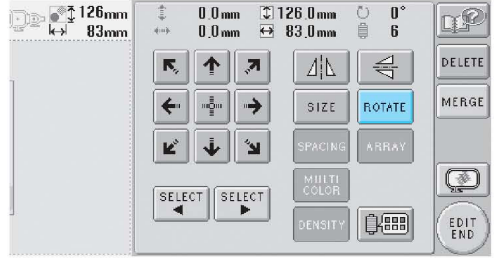 126mm
83mm
0.0mm 126.0mm 0°
0.0mm 83.0mm 6
DELETE
SIZE ROTATE MERGE
SPACING ARRAY
MULTI
COLOR
SELECT SELECT
DENSITY
EDIT
END